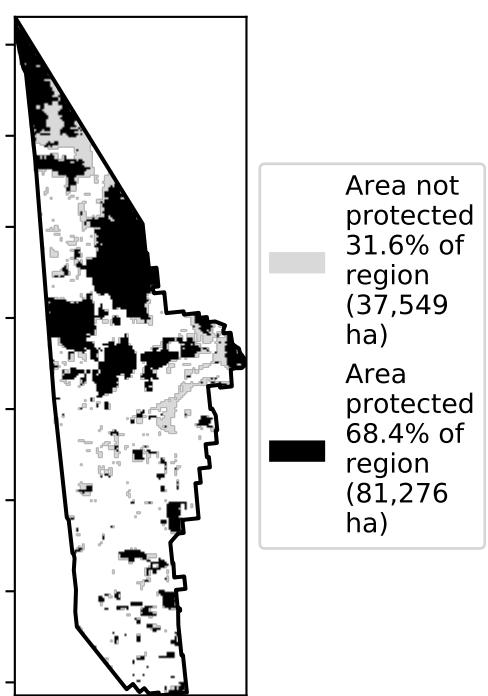 Area not
protected
31.6% of
region
(37,549
ha)
Area
protected
68.4% of
region
(81,276
ha)